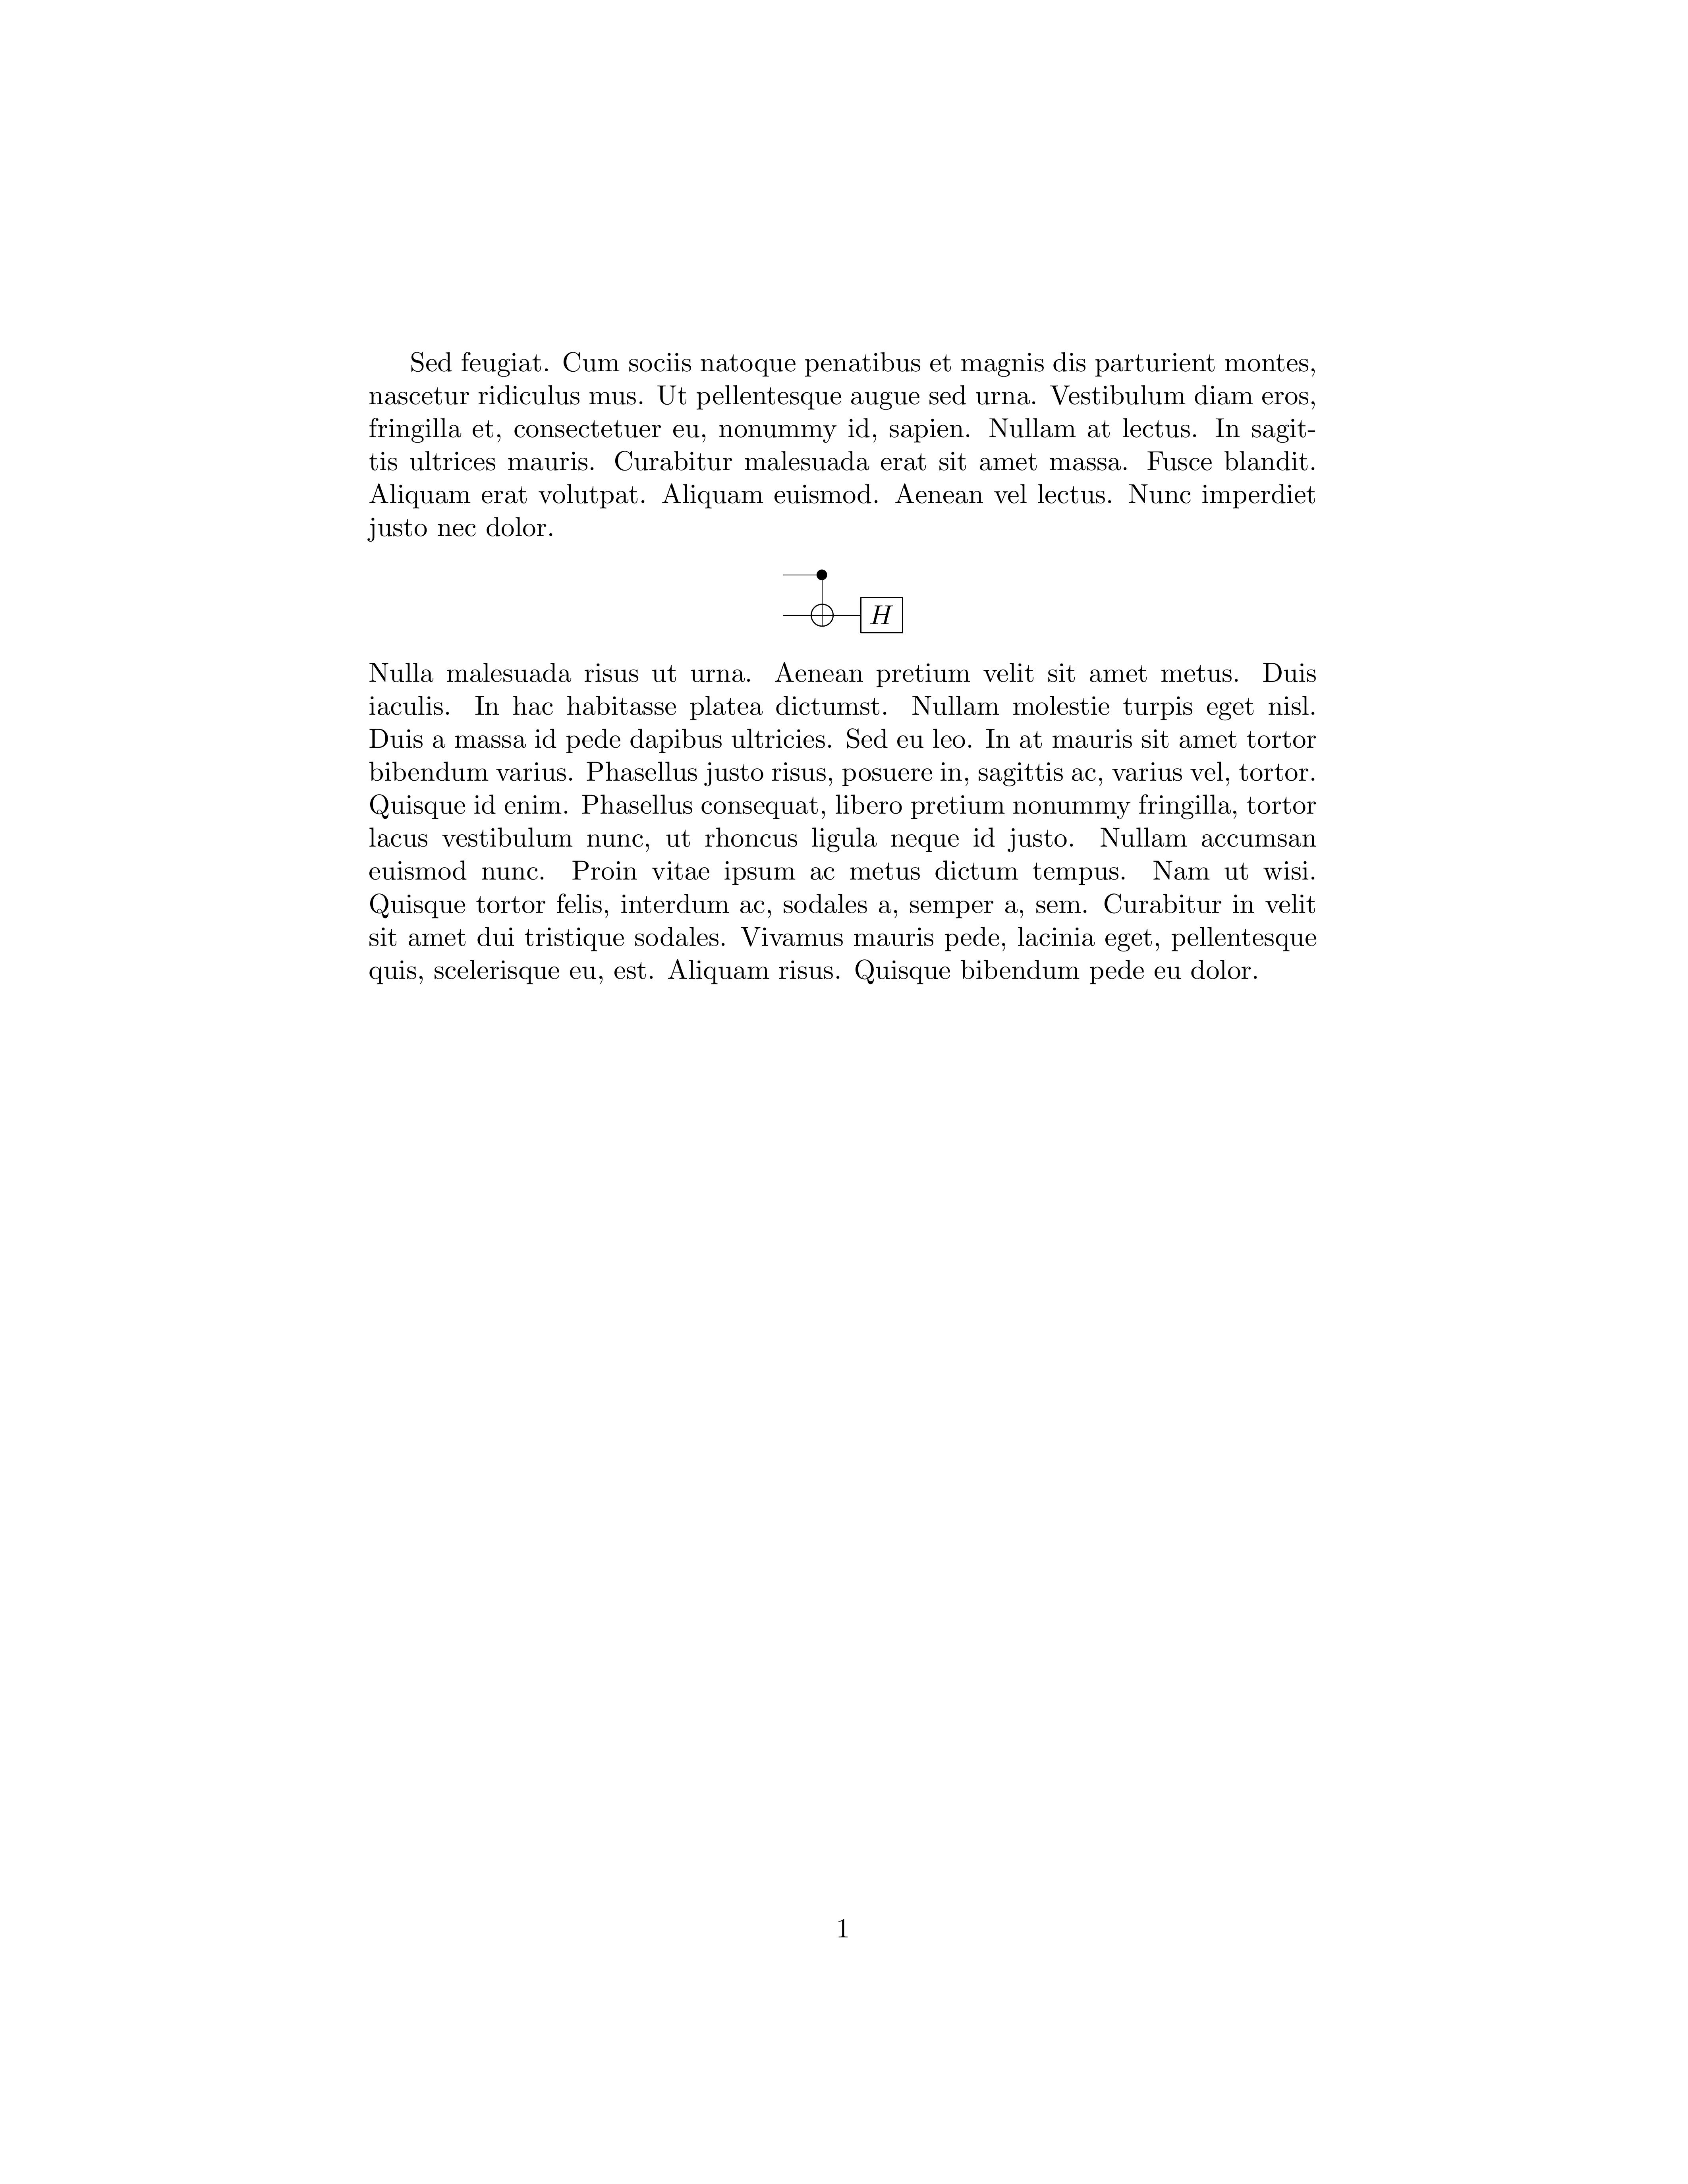 Sed feugiat. Cum sociis natoque penatibus et magnis dis parturient montes,
nascetur ridiculus mus. Ut pellentesque augue sed urna. Vestibulum diam eros,
fringilla et, consectetuer eu, nonummy id, sapien. Nullam at lectus. In sagit-
tis ultrices mauris. Curabitur malesuada erat sit amet massa. Fusce blandit.
Aliquam erat volutpat. Aliquam euismod. Aenean vel lectus. Nunc imperdiet
justo nec dolor.
H
Nulla malesuada risus ut urna. Aenean pretium velit sit amet metus. Duis
iaculis. In hac habitasse platea dictumst. Nullam molestie turpis eget nisl.
Duis a massa id pede dapibus ultricies. Sed eu leo. In at mauris sit amet tortor
bibendum varius. Phasellus justo risus, posuere in, sagittis ac, varius vel, tortor.
Quisque id enim. Phasellus consequat, libero pretium nonummy fringilla, tortor
lacus vestibulum nunc, ut rhoncus ligula neque id justo. Nullam accumsan
euismod nunc. Proin vitae ipsum ac metus dictum tempus. Nam ut wisi.
Quisque tortor felis, interdum ac, sodales a, semper a, sem. Curabitur in velit
sit amet dui tristique sodales. Vivamus mauris pede, lacinia eget, pellentesque
quis, scelerisque eu, est. Aliquam risus. Quisque bibendum pede eu dolor.
1